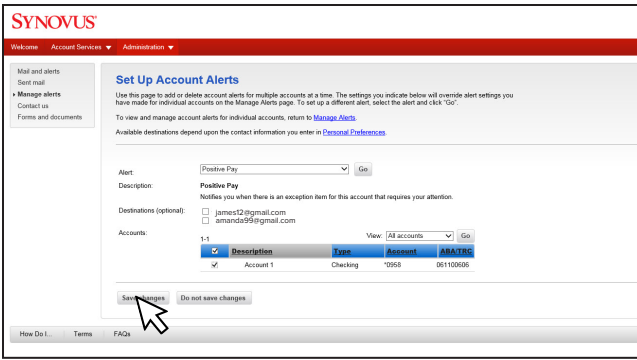 SYNOVUS®
Welcome Account Services Administration
Mail and alerts
Sent mail
Manage alerts
Contact us
Forms and documents
Set Up Account Alerts
Use this page to add or delete account alerts for multiple accounts at a time. The settings you indicate below will override alert settings you
have made for individual accounts on the Manage Alerts page. To set up a different alert, select the alert and click "Go".
To view and manage account alerts for individual accounts, return to Manage Alerts.
Available destinations depend upon the contact information you enter in Personal Preferences.
Alert: Positive Pay Go
Description: Positive Pay
Notifies you when there is an exception item for this account that requires your attention.
Destinations (optional): james12@gmail.com
amanda99@gmail.com
Accounts: 1-1 View: All accounts Go
Description Type Account ABA/TRC
Account 1 Checking *0958 061100606
Save changes Do not save changes
How Do I... Terms FAQs